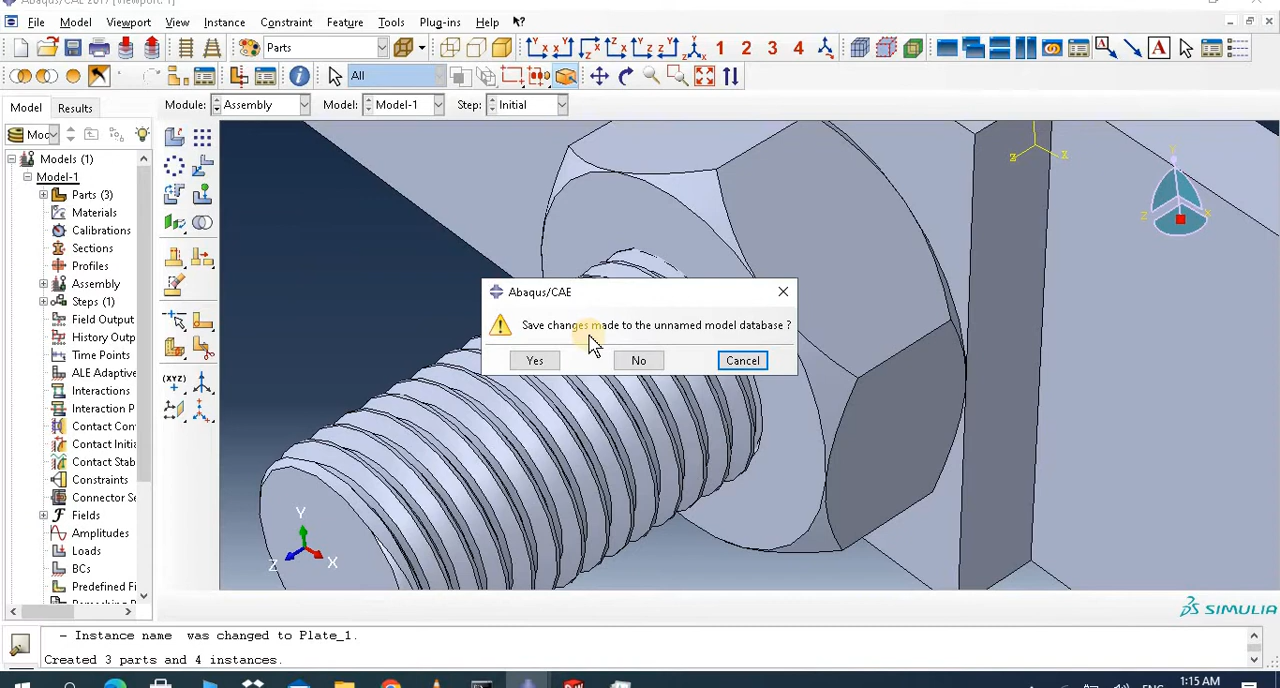 Abaqus/CAE 2017 [Viewport: 1]
File Model Viewport View Instance Constraint Feature Tools Plug-ins Help
Parts
1 2 3 4
All
Model Results
Module: Assembly Model: Model-1 Step: Initial
Mod
Models (1)
Model-1
Parts (3)
Materials
Calibrations
Sections
Profiles
Assembly
Steps (1)
Field Output
History Outp
Time Points
ALE Adaptive
Interactions
Interaction P
Contact Cont
Contact Initia
Contact Stab
Constraints
Connector Se
Fields
Amplitudes
Loads
BCs
Predefined Fi
(XYZ)
Abaqus/CAE
Save changes made to the unnamed model database ?
Yes No Cancel
Y
Z X
Z X
Y
Z X
SIMULIA
- Instance name was changed to Plate_1.
Created 3 parts and 4 instances.
ENG 1:15 AM